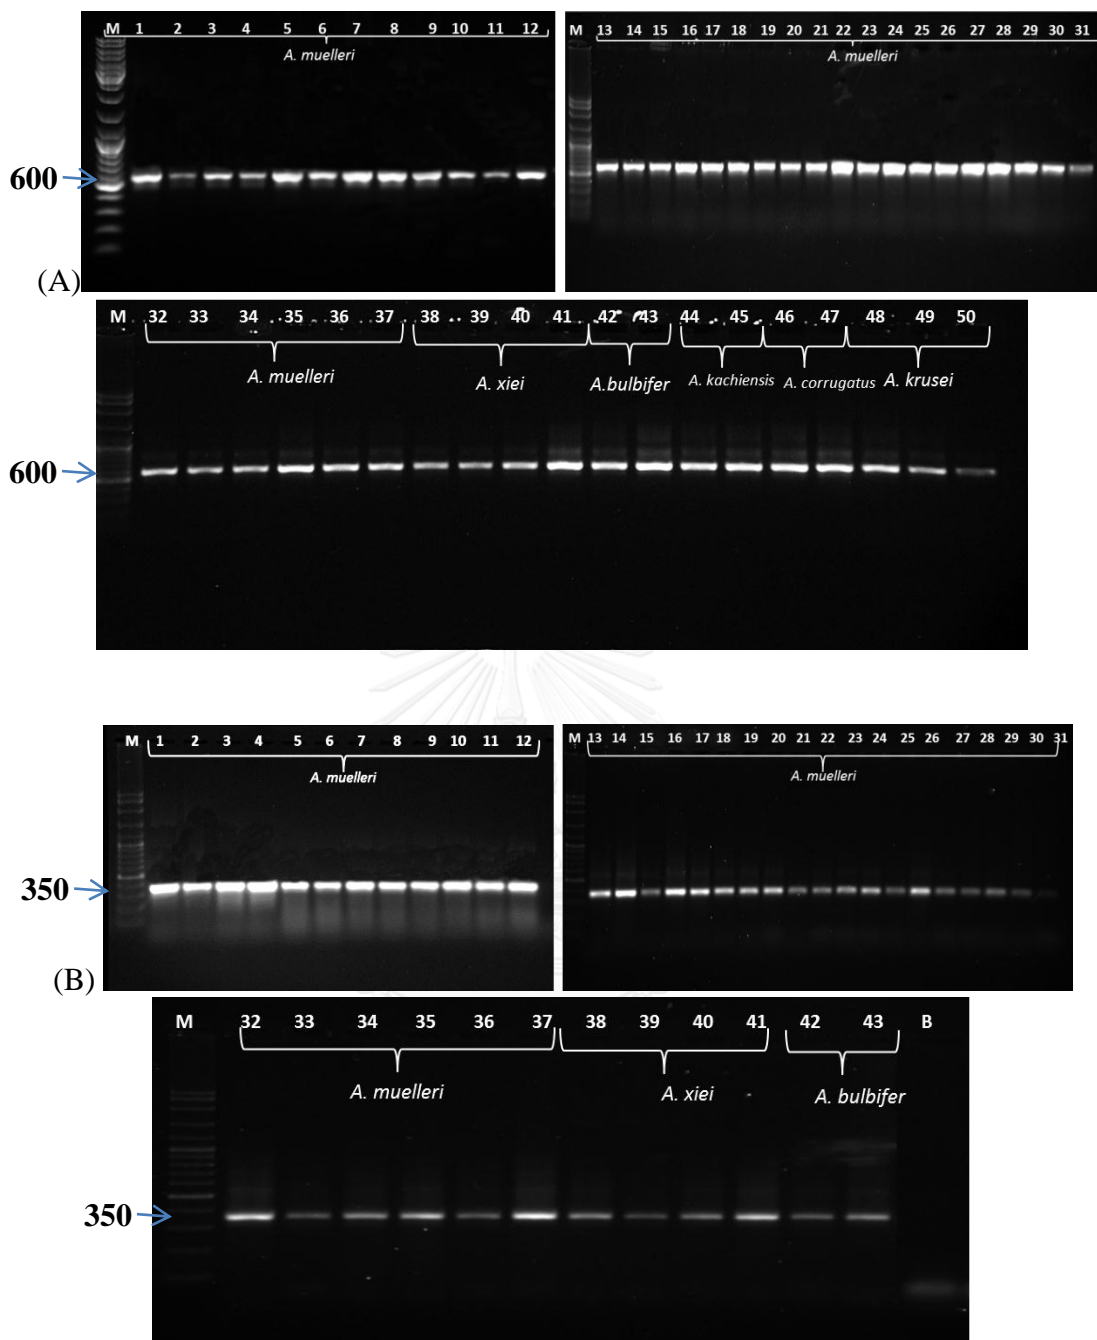 M 1 2 3 4 5 6 7 8 9 10 11 12
A. muelleri
M 13 14 15 16 17 18 19 20 21 22 23 24 25 26 27 28 29 30 31
A. muelleri
600
(A)
M 32 33 34 35 36 37 38 39 40 41 42 43 44 45 46 47 48 49 50
A. muelleri A. xiei A.bulbifer A. kachiensis A. corrugatus A. krusei
600
M 1 2 3 4 5 6 7 8 9 10 11 12
A. muelleri
M 13 14 15 16 17 18 19 20 21 22 23 24 25 26 27 28 29 30 31
A. muelleri
350
(B)
M 32 33 34 35 36 37 38 39 40 41 42 43 B
A. muelleri A. xiei A. bulbifer
350